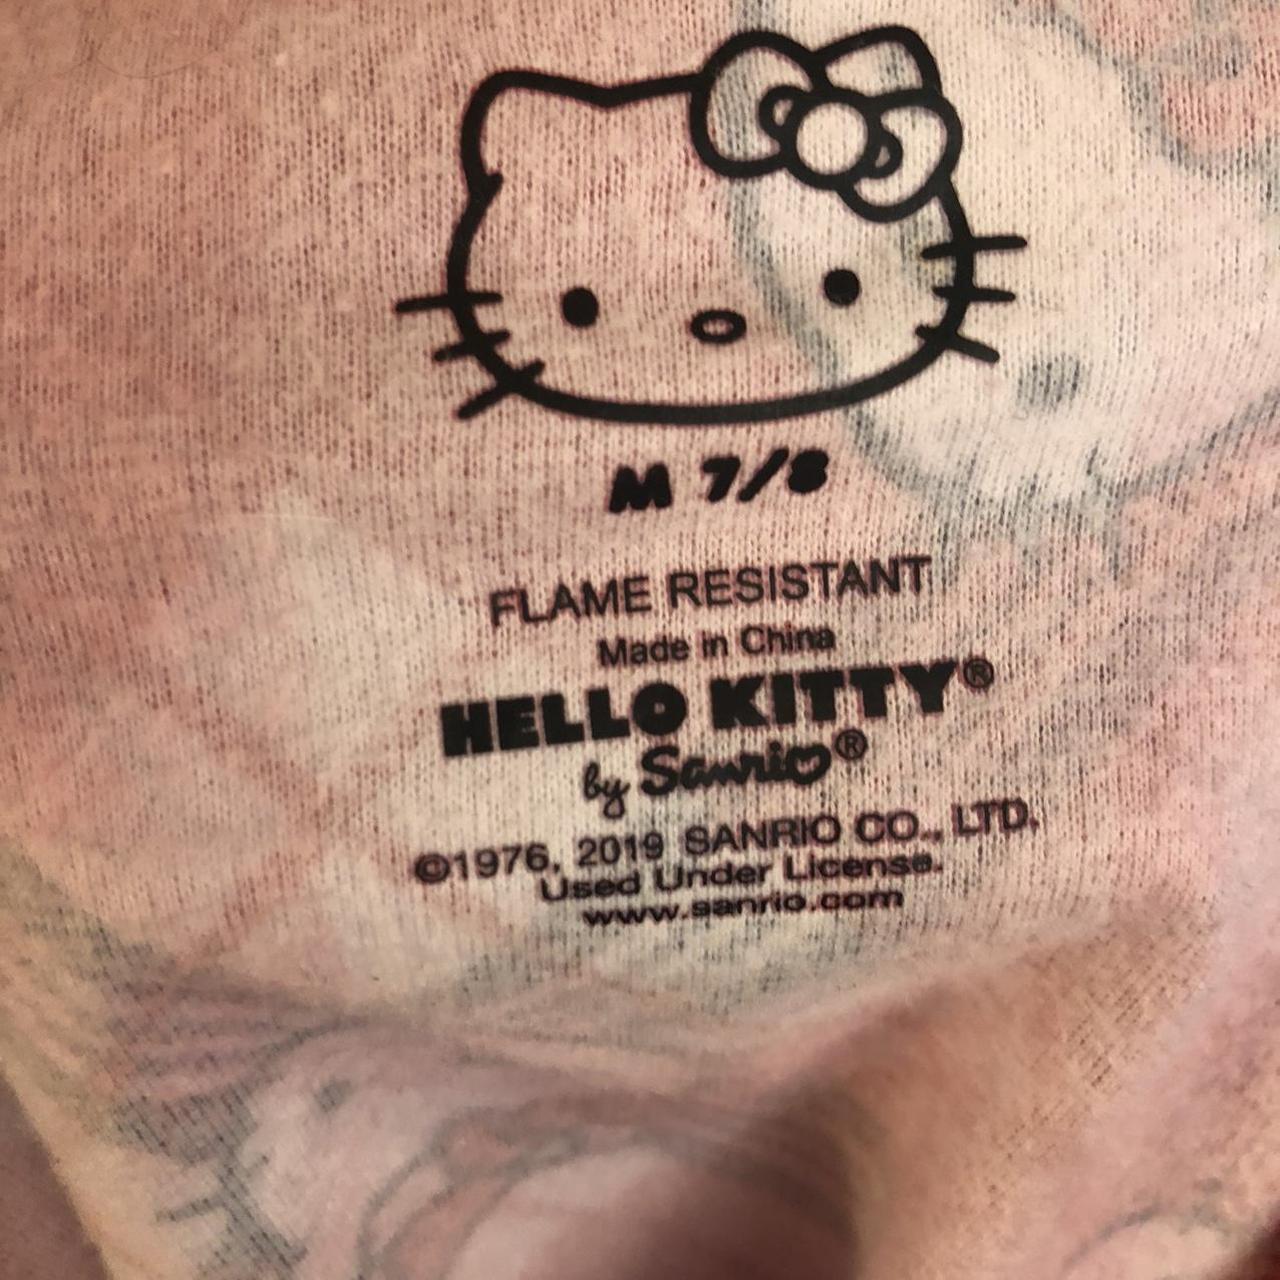 M 7/8
FLAME RESISTANT
Made in China
HELLO KITTY®
by Sanrio®
©1976, 2019 SANRIO CO., LTD.
Used Under License.
www.sanrio.com